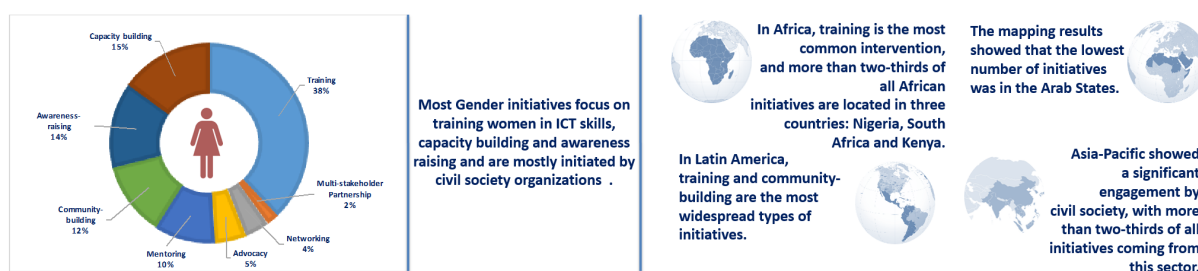 Capacity building
15%
Training
38%
Awareness-
raising
14%
Multi-stakeholder
Partnership
2%
Community-
building
12%
Networking
4%
Mentoring
10%
Advocacy
5%
Most Gender initiatives focus on
training women in ICT skills,
capacity building and awareness
raising and are mostly initiated by
civil society organizations .
In Africa, training is the most
common intervention,
and more than two-thirds of
all African
initiatives are located in three
countries: Nigeria, South
Africa and Kenya.
The mapping results
showed that the lowest
number of initiatives
was in the Arab States.
In Latin America,
training and community-
building are the most
widespread types of
initiatives.
Asia-Pacific showed
a significant
engagement by
civil society, with more
than two-thirds of all
initiatives coming from
this sector.